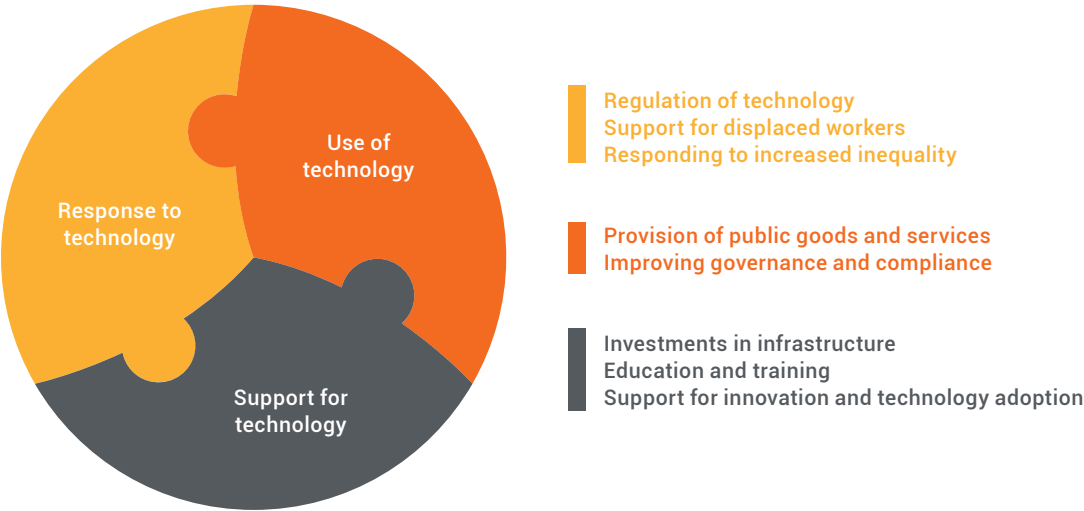 Use of
technology
Response to
technology
Support for
technology
Regulation of technology
Support for displaced workers
Responding to increased inequality
Provision of public goods and services
Improving governance and compliance
Investments in infrastructure
Education and training
Support for innovation and technology adoption